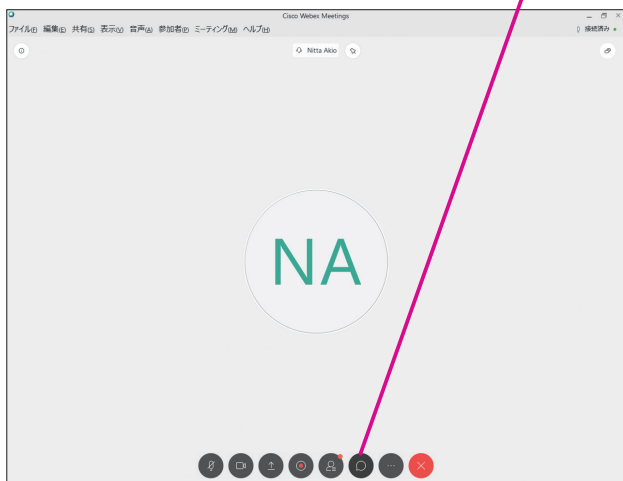 Cisco Webex Meetings
ファイル(F) 編集(E) 共有(S) 表示(V) 音声(A) 参加者(P) ミーティング(M) ヘルプ(H)
接続済み
Nitta Akio
NA